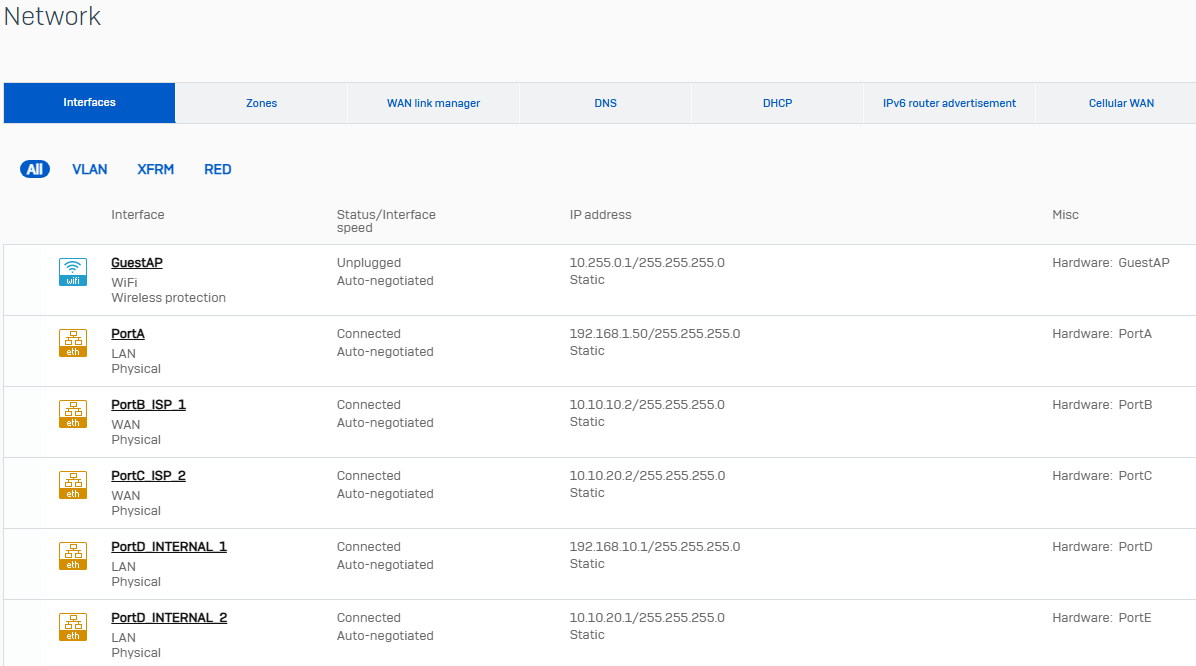 Network
Interfaces Zones WAN link manager DNS DHCP IPv6 router advertisement Cellular WAN
All VLAN XFRM RED
Interface Status/Interface speed IP address Misc
wifi GuestAP Unplugged 10.255.0.1/255.255.255.0 Hardware: GuestAP
WiFi Auto-negotiated Static
Wireless protection
eth PortA Connected 192.168.1.50/255.255.255.0 Hardware: PortA
LAN Auto-negotiated Static
Physical
eth PortB_ISP_1 Connected 10.10.10.2/255.255.255.0 Hardware: PortB
WAN Auto-negotiated Static
Physical
eth PortC_ISP_2 Connected 10.10.20.2/255.255.255.0 Hardware: PortC
WAN Auto-negotiated Static
Physical
eth PortD_INTERNAL_1 Connected 192.168.10.1/255.255.255.0 Hardware: PortD
LAN Auto-negotiated Static
Physical
eth PortD_INTERNAL_2 Connected 10.10.20.1/255.255.255.0 Hardware: PortE
LAN Auto-negotiated Static
Physical